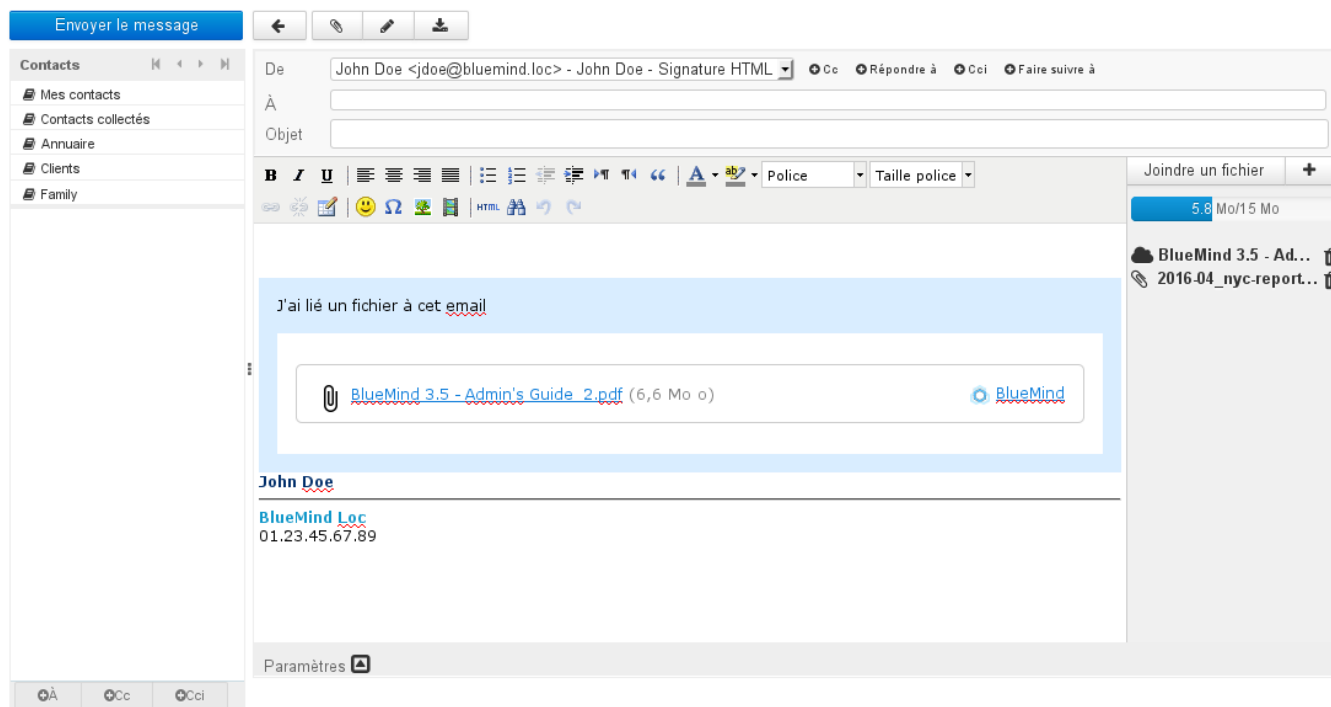 Envoyer le message
Contacts
Mes contacts
Contacts collectés
Annuaire
Clients
Family
De John Doe <jdoe@bluemind.loc> - John Doe - Signature HTML Cc Répondre à Cci Faire suivre à
À
Objet
B I U A ab Police Taille police
Ω HTML
Joindre un fichier +
5.8 Mo/15 Mo
BlueMind 3.5 - Ad...
2016-04_nyc-report...
J'ai lié un fichier à cet email
BlueMind 3.5 - Admin's Guide_2.pdf (6,6 Mo o) BlueMind
John Doe
BlueMind Loc
01.23.45.67.89
Paramètres
À Cc Cci